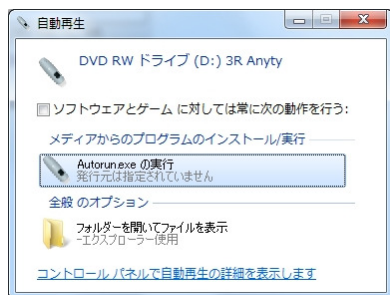 自動再生
DVD RW ドライブ (D:) 3R Anyty
ソフトウェアとゲーム に対しては常に次の動作を行う:
メディアからのプログラムのインストール/実行
Autorun.exe の実行
発行元は指定されていません
全般 のオプション
フォルダーを開いてファイルを表示
-エクスプローラー使用
コントロール パネルで自動再生の詳細を表示します